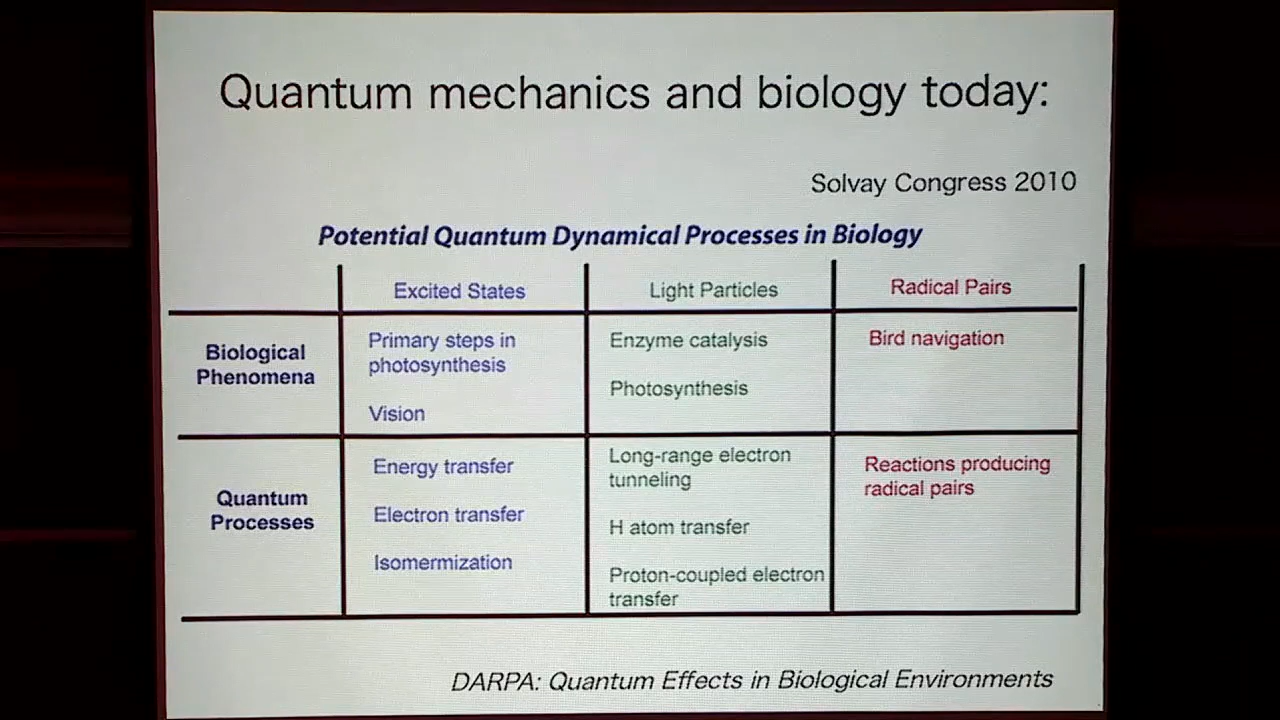 Quantum mechanics and biology today:
Solvay Congress 2010
Potential Quantum Dynamical Processes in Biology
Excited States
Light Particles
Radical Pairs
Biological
Phenomena
Primary steps in
photosynthesis
Vision
Enzyme catalysis
Photosynthesis
Bird navigation
Quantum
Processes
Energy transfer
Electron transfer
Isomermization
Long-range electron
tunneling
H atom transfer
Proton-coupled electron
transfer
Reactions producing
radical pairs
DARPA: Quantum Effects in Biological Environments